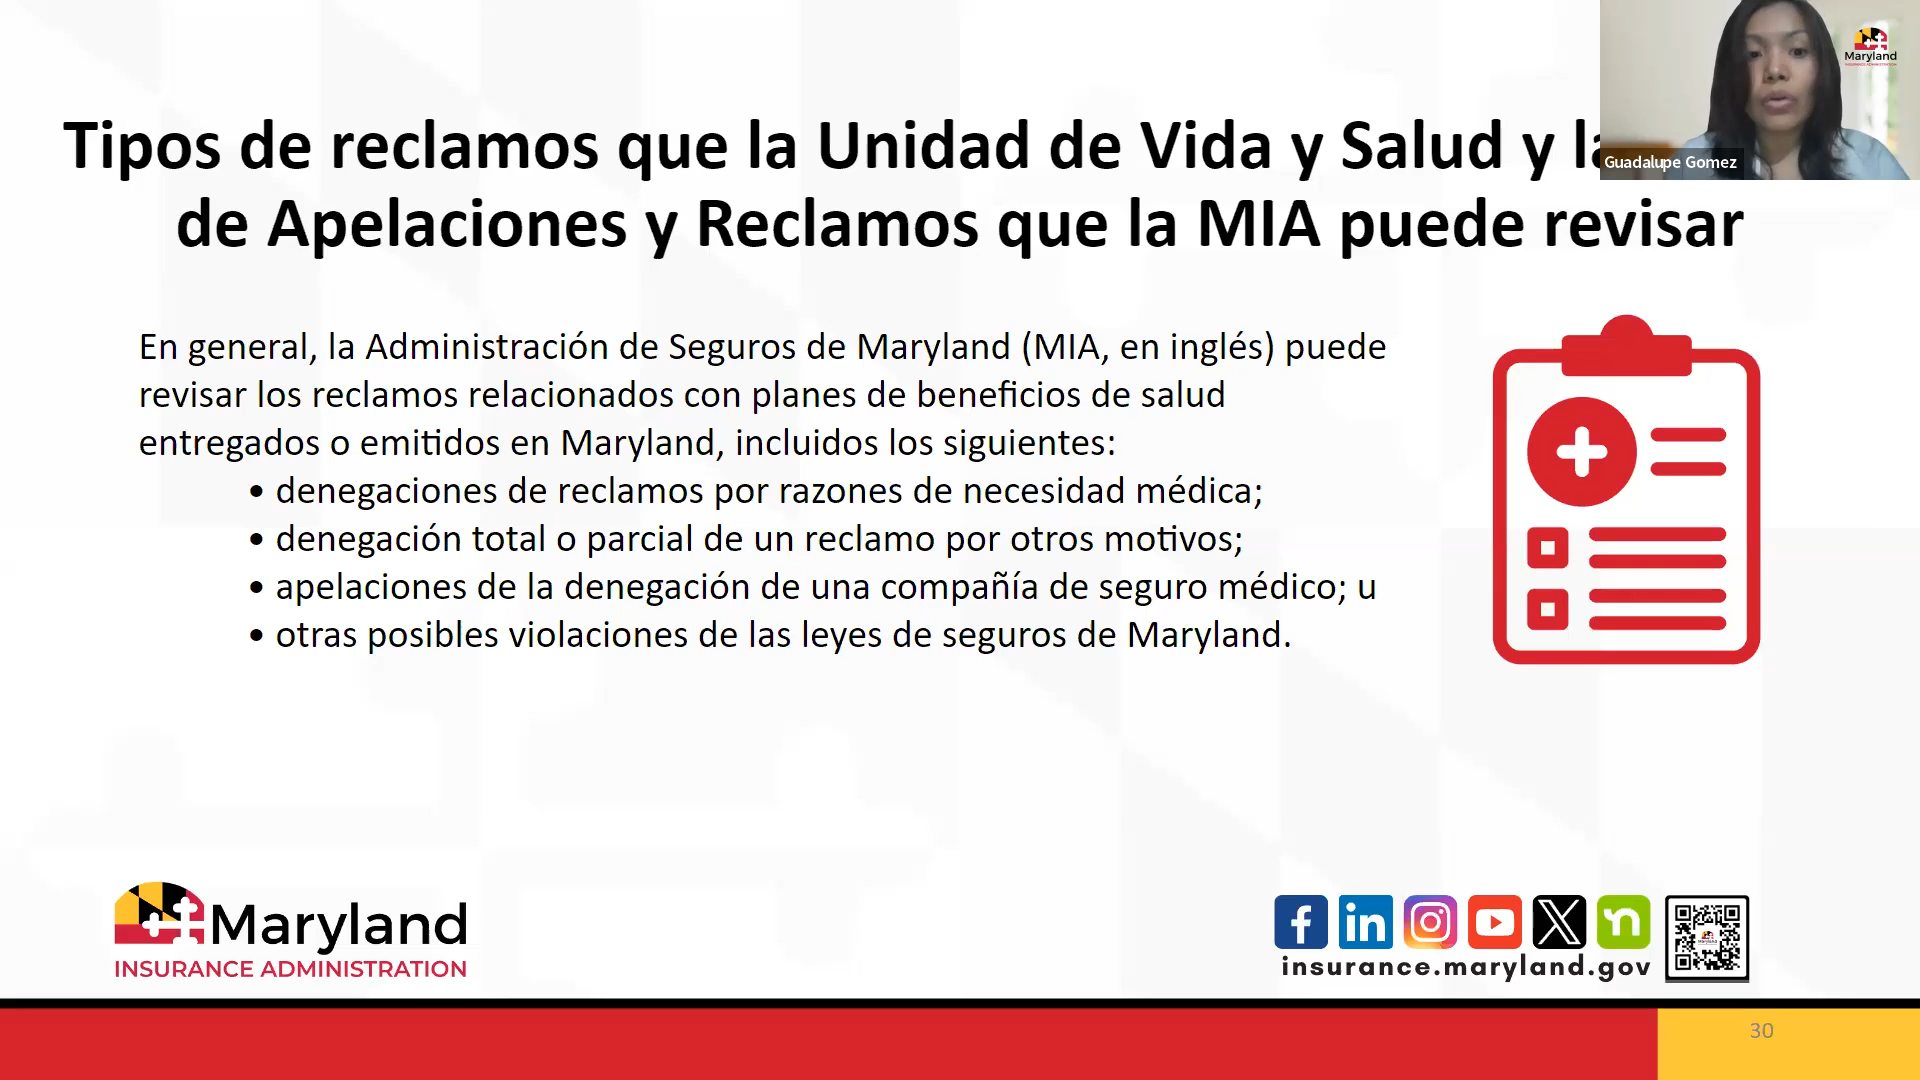 Tipos de reclamos que la Unidad de Vida y Salud y la
de Apelaciones y Reclamos que la MIA puede revisar
Maryland
Guadalupe Gomez
En general, la Administración de Seguros de Maryland (MIA, en inglés) puede
revisar los reclamos relacionados con planes de beneficios de salud
entregados o emitidos en Maryland, incluidos los siguientes:
• denegaciones de reclamos por razones de necesidad médica;
• denegación total o parcial de un reclamo por otros motivos;
• apelaciones de la denegación de una compañía de seguro médico; u
• otras posibles violaciones de las leyes de seguros de Maryland.
Maryland
INSURANCE ADMINISTRATION
insurance.maryland.gov
30